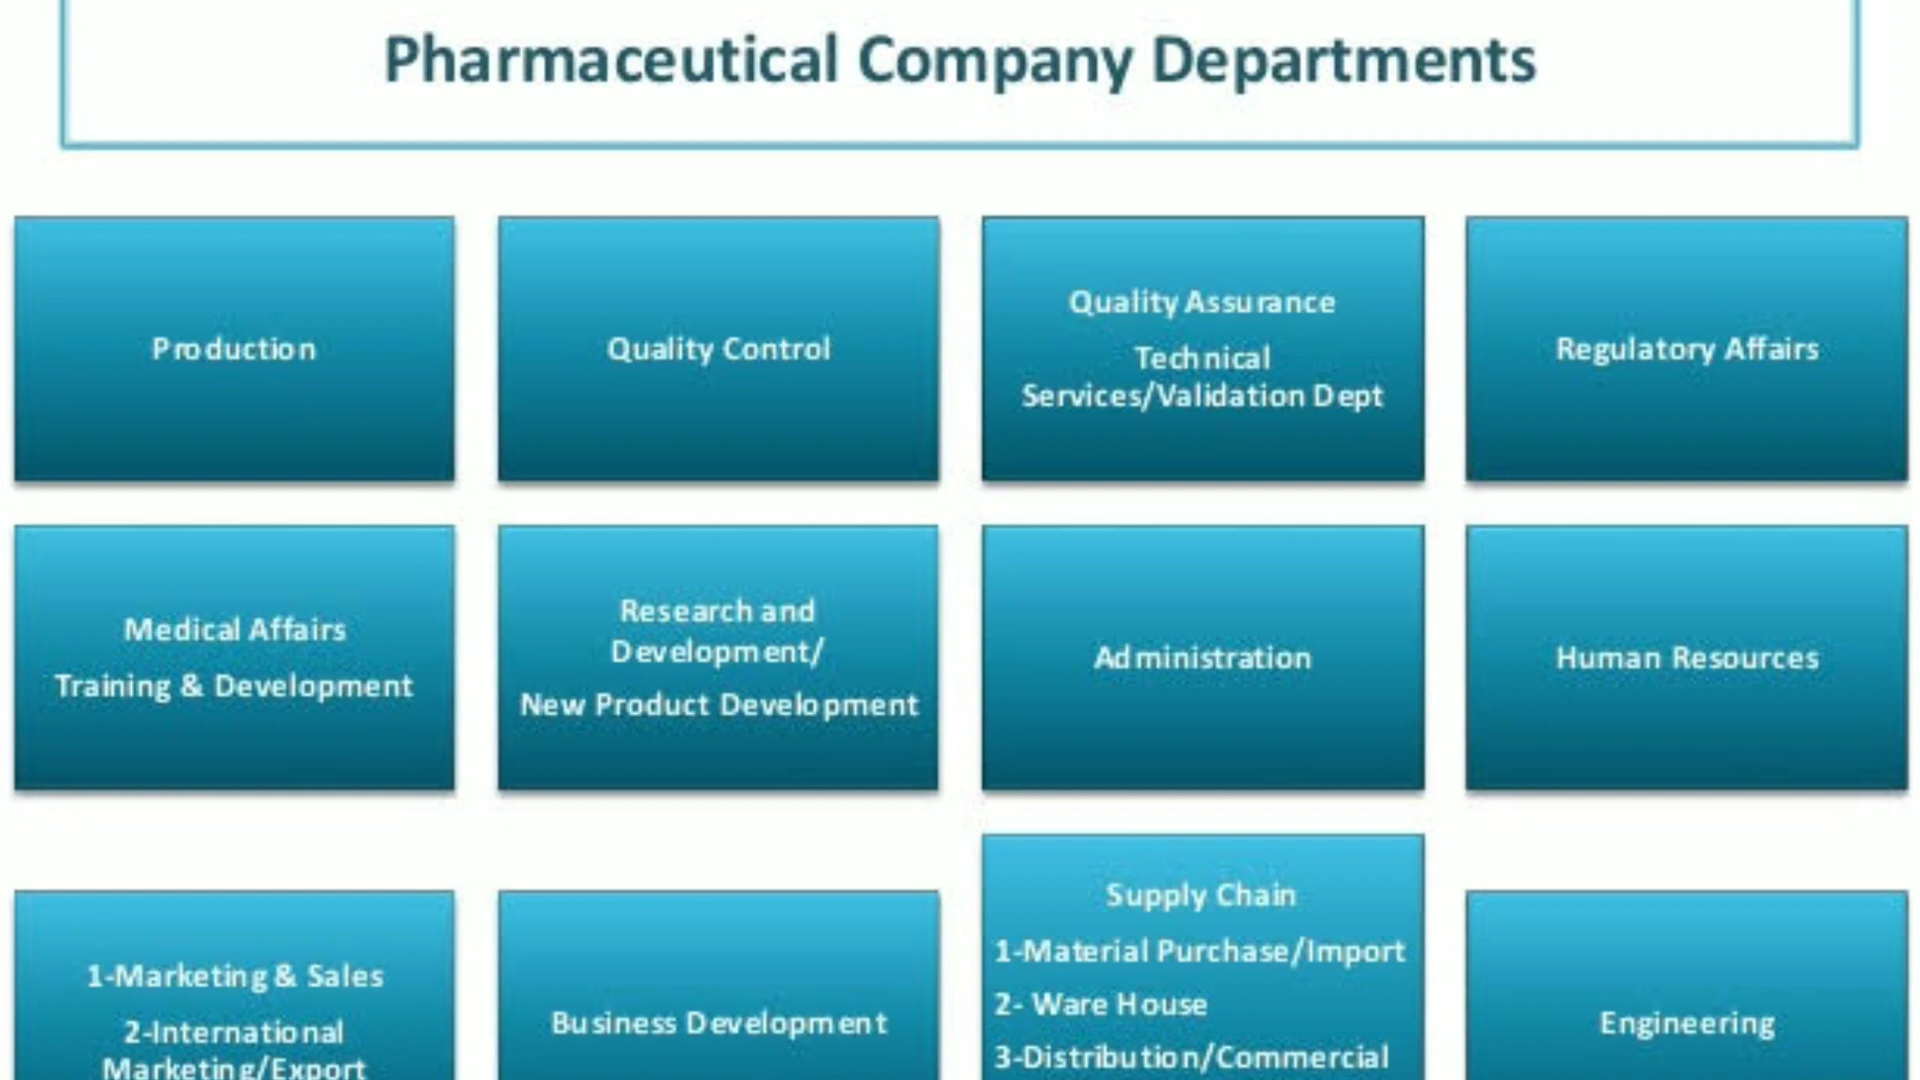 Pharmaceutical Company Departments
Production
Quality Control
Quality Assurance
Technical
Services/Validation Dept
Regulatory Affairs
Medical Affairs
Training & Development
Research and
Development/
New Product Development
Administration
Human Resources
1-Marketing & Sales
2-International
Marketing/Export
Business Development
Supply Chain
1-Material Purchase/Import
2- Ware House
3-Distribution/Commercial
Engineering